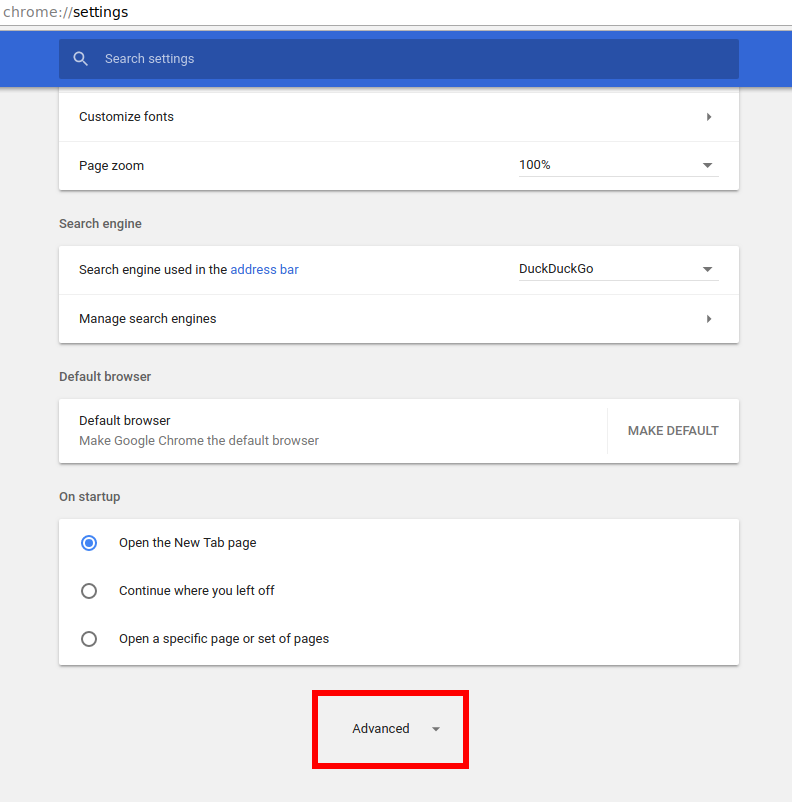 chrome://settings
Search settings
Customize fonts
Page zoom 100%
Search engine
Search engine used in the address bar DuckDuckGo
Manage search engines
Default browser
Default browser
Make Google Chrome the default browser
MAKE DEFAULT
On startup
Open the New Tab page
Continue where you left off
Open a specific page or set of pages
Advanced